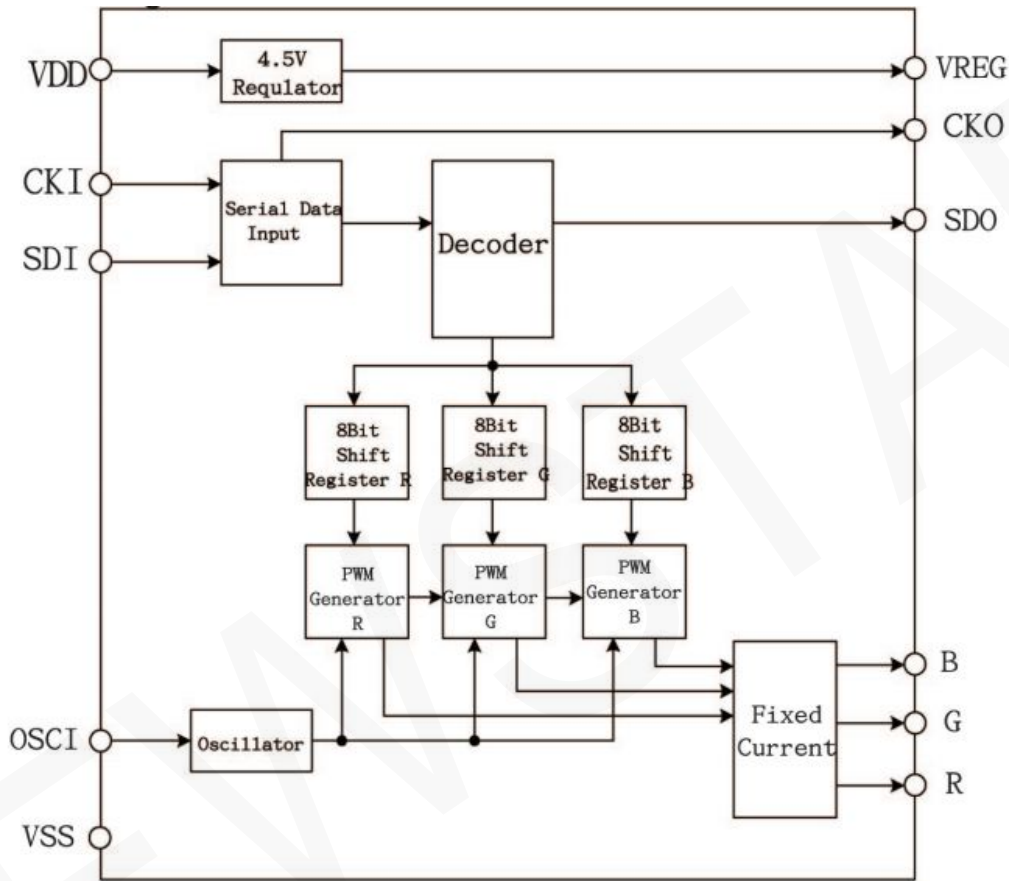 VDD
4.5V
Requlator
VREG
CKO
CKI
SDI
Serial Data
Input
Decoder
SDO
8Bit
Shift
Register R
8Bit
Shift
Register G
8Bit
Shift
Register B
PWM
Generator
R
PWM
Generator
G
PWM
Generator
B
OSCI
Oscillator
Fixed
Current
B
G
R
VSS